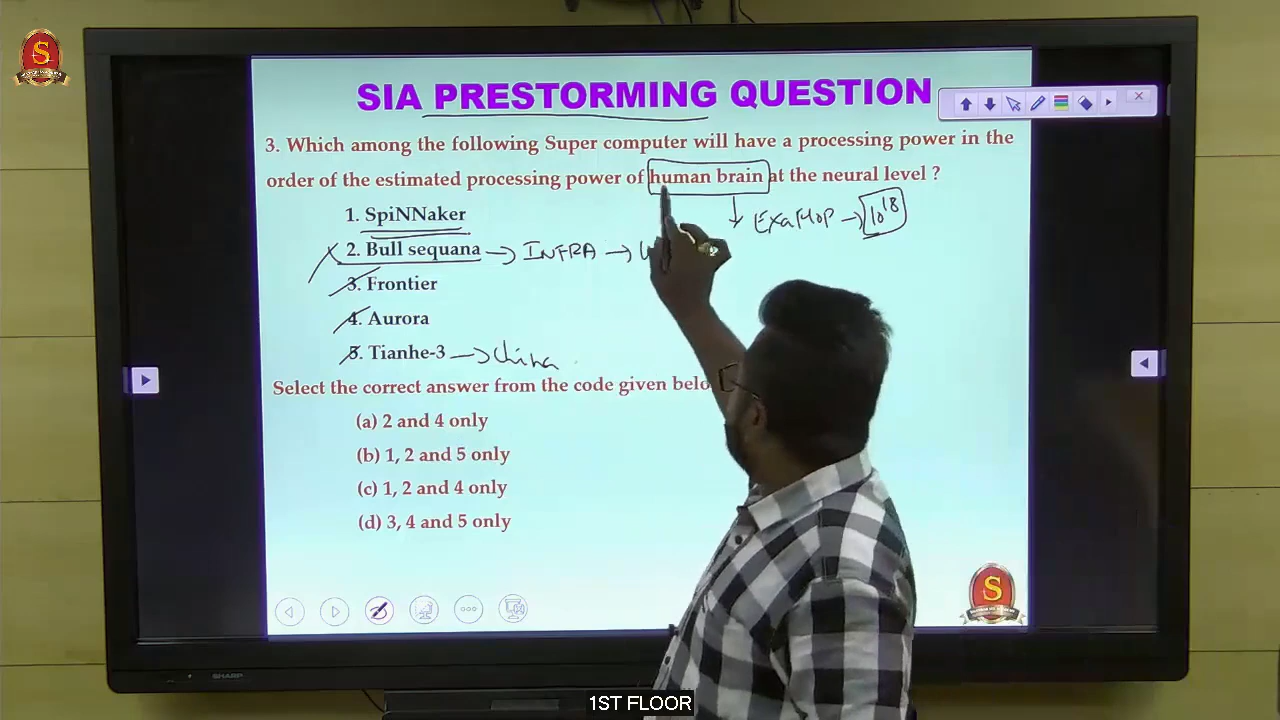 S
SIA PRESTORMING QUESTION
3. Which among the following Super computer will have a processing power in the
order of the estimated processing power of human brain at the neural level ?
Exaflop → 10^18
1. SpiNNaker
2. Bull sequana → INFRA →
3. Frontier
4. Aurora
5. Tianhe-3 → China
Select the correct answer from the code given belo
(a) 2 and 4 only
(b) 1, 2 and 5 only
(c) 1, 2 and 4 only
(d) 3, 4 and 5 only
S
SHARP
1ST FLOOR